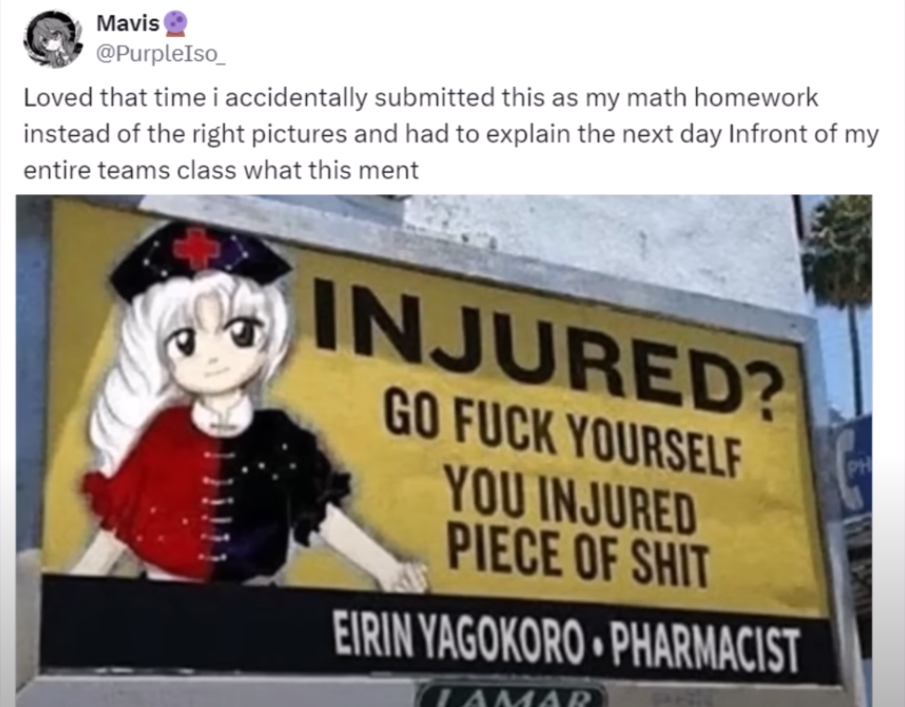 Mavis🔮
@PurpleIso_
Loved that time i accidentally submitted this as my math homework
instead of the right pictures and had to explain the next day Infront of my
entire teams class what this ment
INJURED?
GO FUCK YOURSELF
YOU INJURED
PIECE OF SHIT
EIRIN YAGOKORO • PHARMACIST
LAMAR
PH